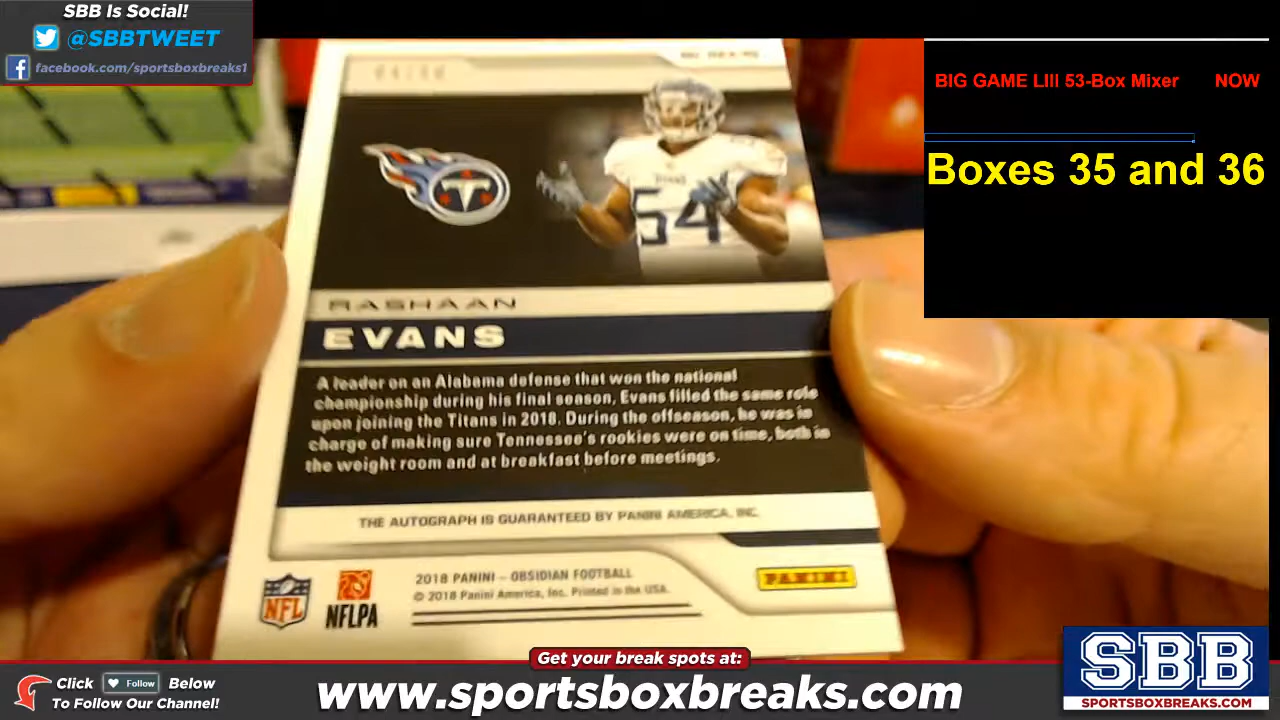 SBB Is Social!
@SBBTWEET
facebook.com/sportsboxbreaks1
BIG GAME LIII 53-Box Mixer NOW
Boxes 35 and 36
54
RASHAAN
EVANS
A leader on an Alabama defense that won the national
championship during his final season, Evans filled the same role
upon joining the Titans in 2018. During the offseason, he was in
charge of making sure Tennessee's rookies were on time, both in
the weight room and at breakfast before meetings.
THE AUTOGRAPH IS GUARANTEED BY PANINI AMERICA, INC.
2018 PANINI – OBSIDIAN FOOTBALL
© 2018 Panini America, Inc. Printed in the USA.
NFL
NFLPA
PANINI
Get your break spots at:
Click Follow Below
To Follow Our Channel!
www.sportsboxbreaks.com
SBB
SPORTSBOXBREAKS.COM